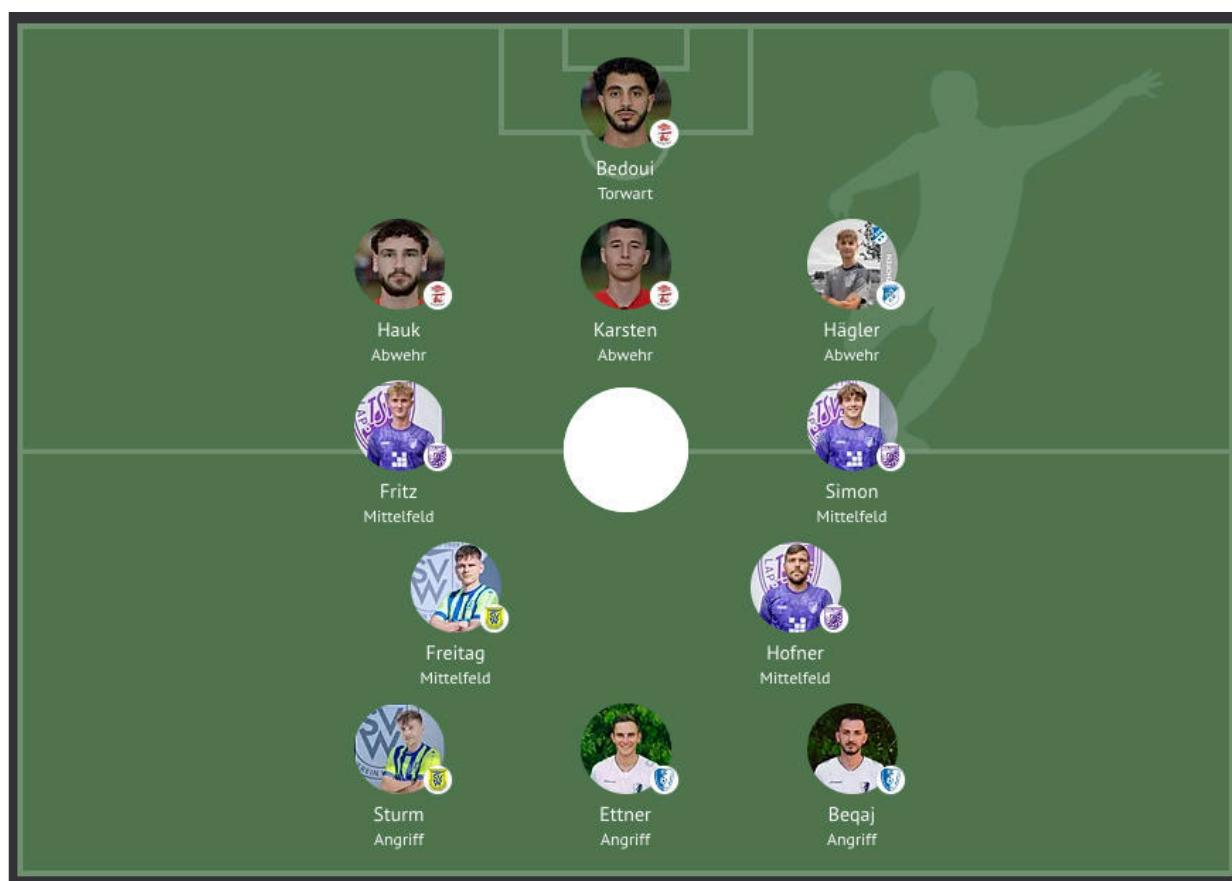 Bedoui
Torwart
Hauk
Abwehr
Karsten
Abwehr
Hägler
Abwehr
Fritz
Mittelfeld
Simon
Mittelfeld
Freitag
Mittelfeld
Hofner
Mittelfeld
Sturm
Angriff
Ettner
Angriff
Beqaj
Angriff